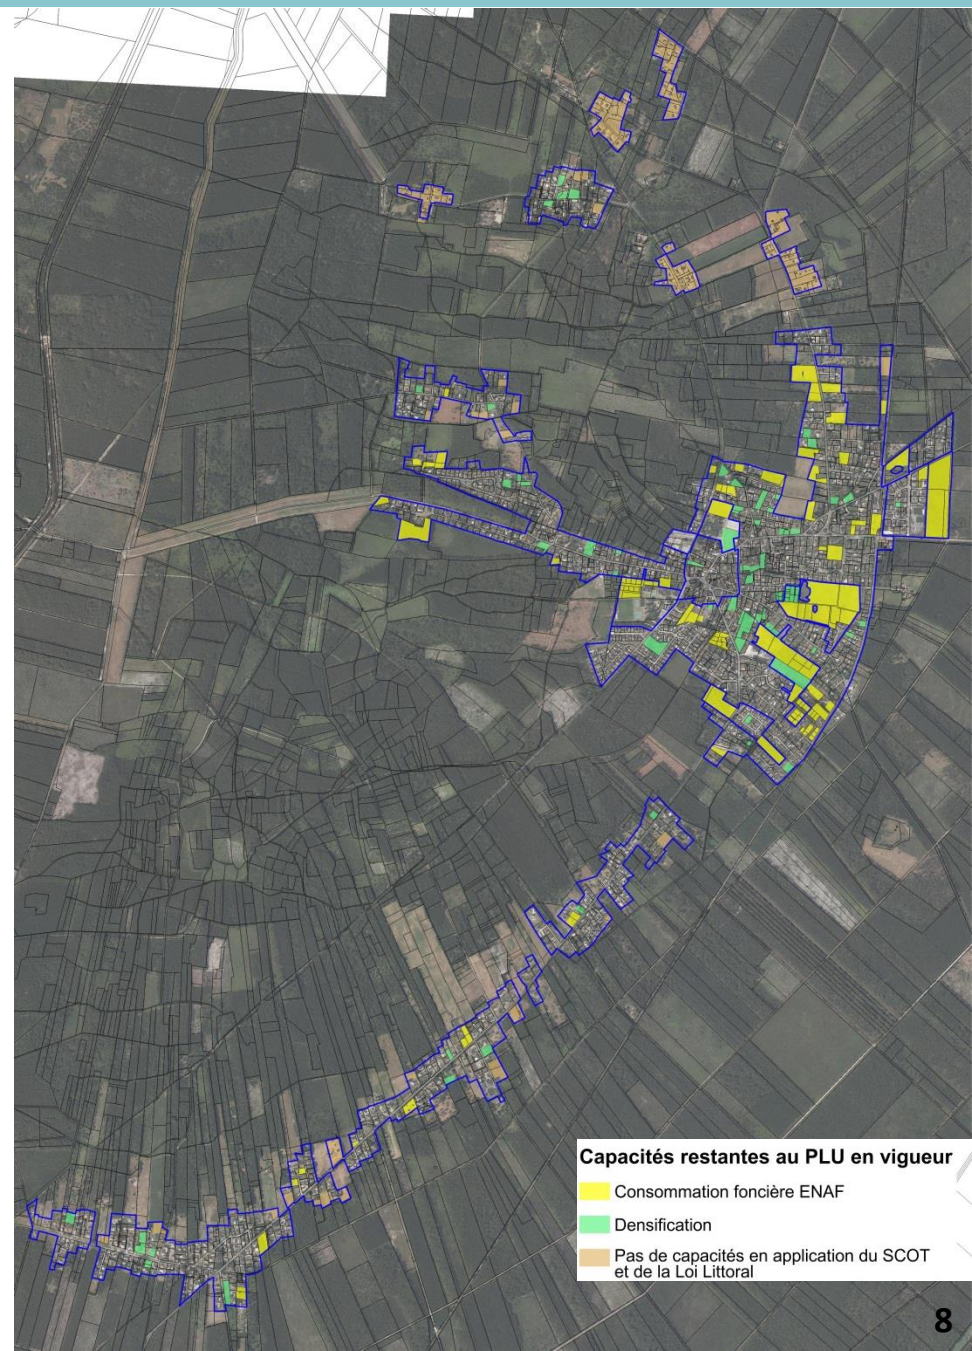 Capacités restantes au PLU en vigueur
Consommation foncière ENAF
Densification
Pas de capacités en application du SCOT
et de la Loi Littoral
8